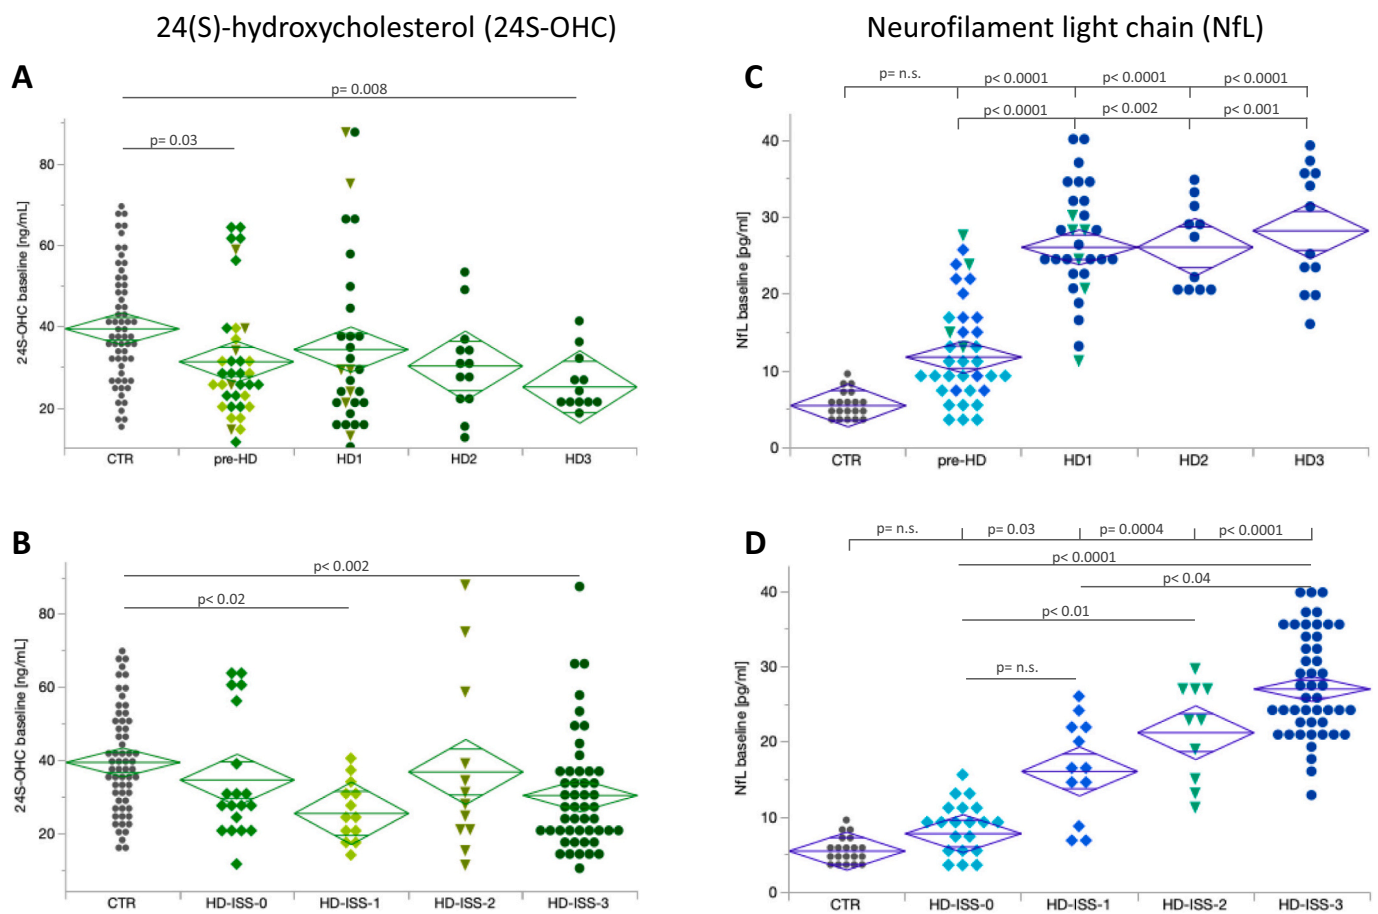 24(S)-hydroxycholesterol (24S-OHC)
Neurofilament light chain (NfL)
A
p= 0.008
p= 0.03
24S-OHC baseline [ng/mL]
80
60
40
20
CTR pre-HD HD1 HD2 HD3
C
p= n.s. p< 0.0001 p< 0.0001 p< 0.0001
p< 0.0001 p< 0.002 p< 0.001
NfL baseline [pg/ml]
40
30
20
10
0
CTR pre-HD HD1 HD2 HD3
B
p< 0.002
p< 0.02
24S-OHC baseline [ng/mL]
80
60
40
20
CTR HD-ISS-0 HD-ISS-1 HD-ISS-2 HD-ISS-3
D
p= n.s. p= 0.03 p= 0.0004 p< 0.0001
p< 0.0001
p< 0.04
p< 0.01
p= n.s.
NfL baseline [pg/ml]
40
30
20
10
0
CTR HD-ISS-0 HD-ISS-1 HD-ISS-2 HD-ISS-3